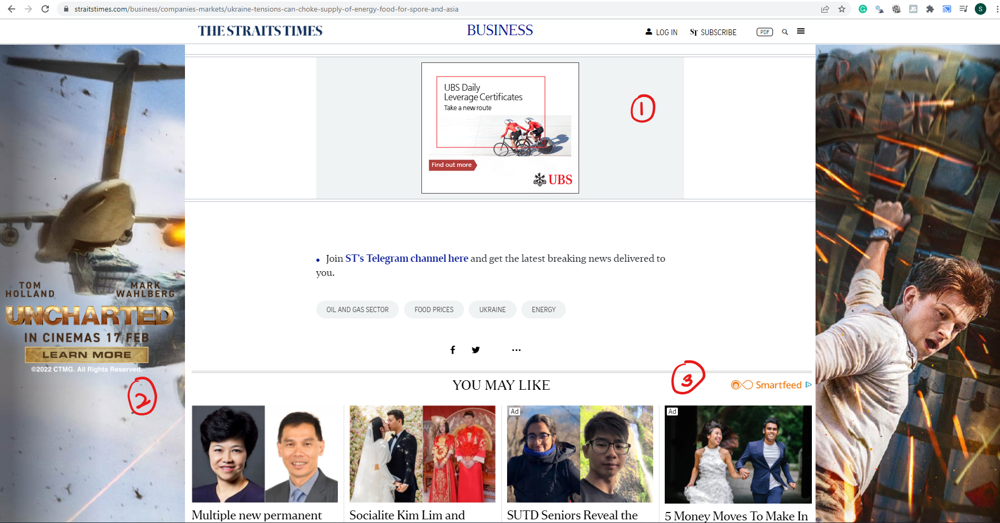 straitstimes.com/business/companies-markets/ukraine-tensions-can-choke-supply-of-energy-food-for-spore-and-asia
JS
S
THE STRAITS TIMES
BUSINESS
LOG IN
ST SUBSCRIBE
PDF
UBS Daily
Leverage Certificates
Take a new route
Find out more
UBS
1
• Join ST's Telegram channel here and get the latest breaking news delivered to
you.
OIL AND GAS SECTOR
FOOD PRICES
UKRAINE
ENERGY
TOM
HOLLAND
MARK
WAHLBERG
UNCHARTED
IN CINEMAS 17 FEB
LEARN MORE
©2022 CTMG. All Rights Reserved.
2
3
YOU MAY LIKE
Smartfeed
Ad
Ad
Multiple new permanent
Socialite Kim Lim and
SUTD Seniors Reveal the
5 Money Moves To Make In